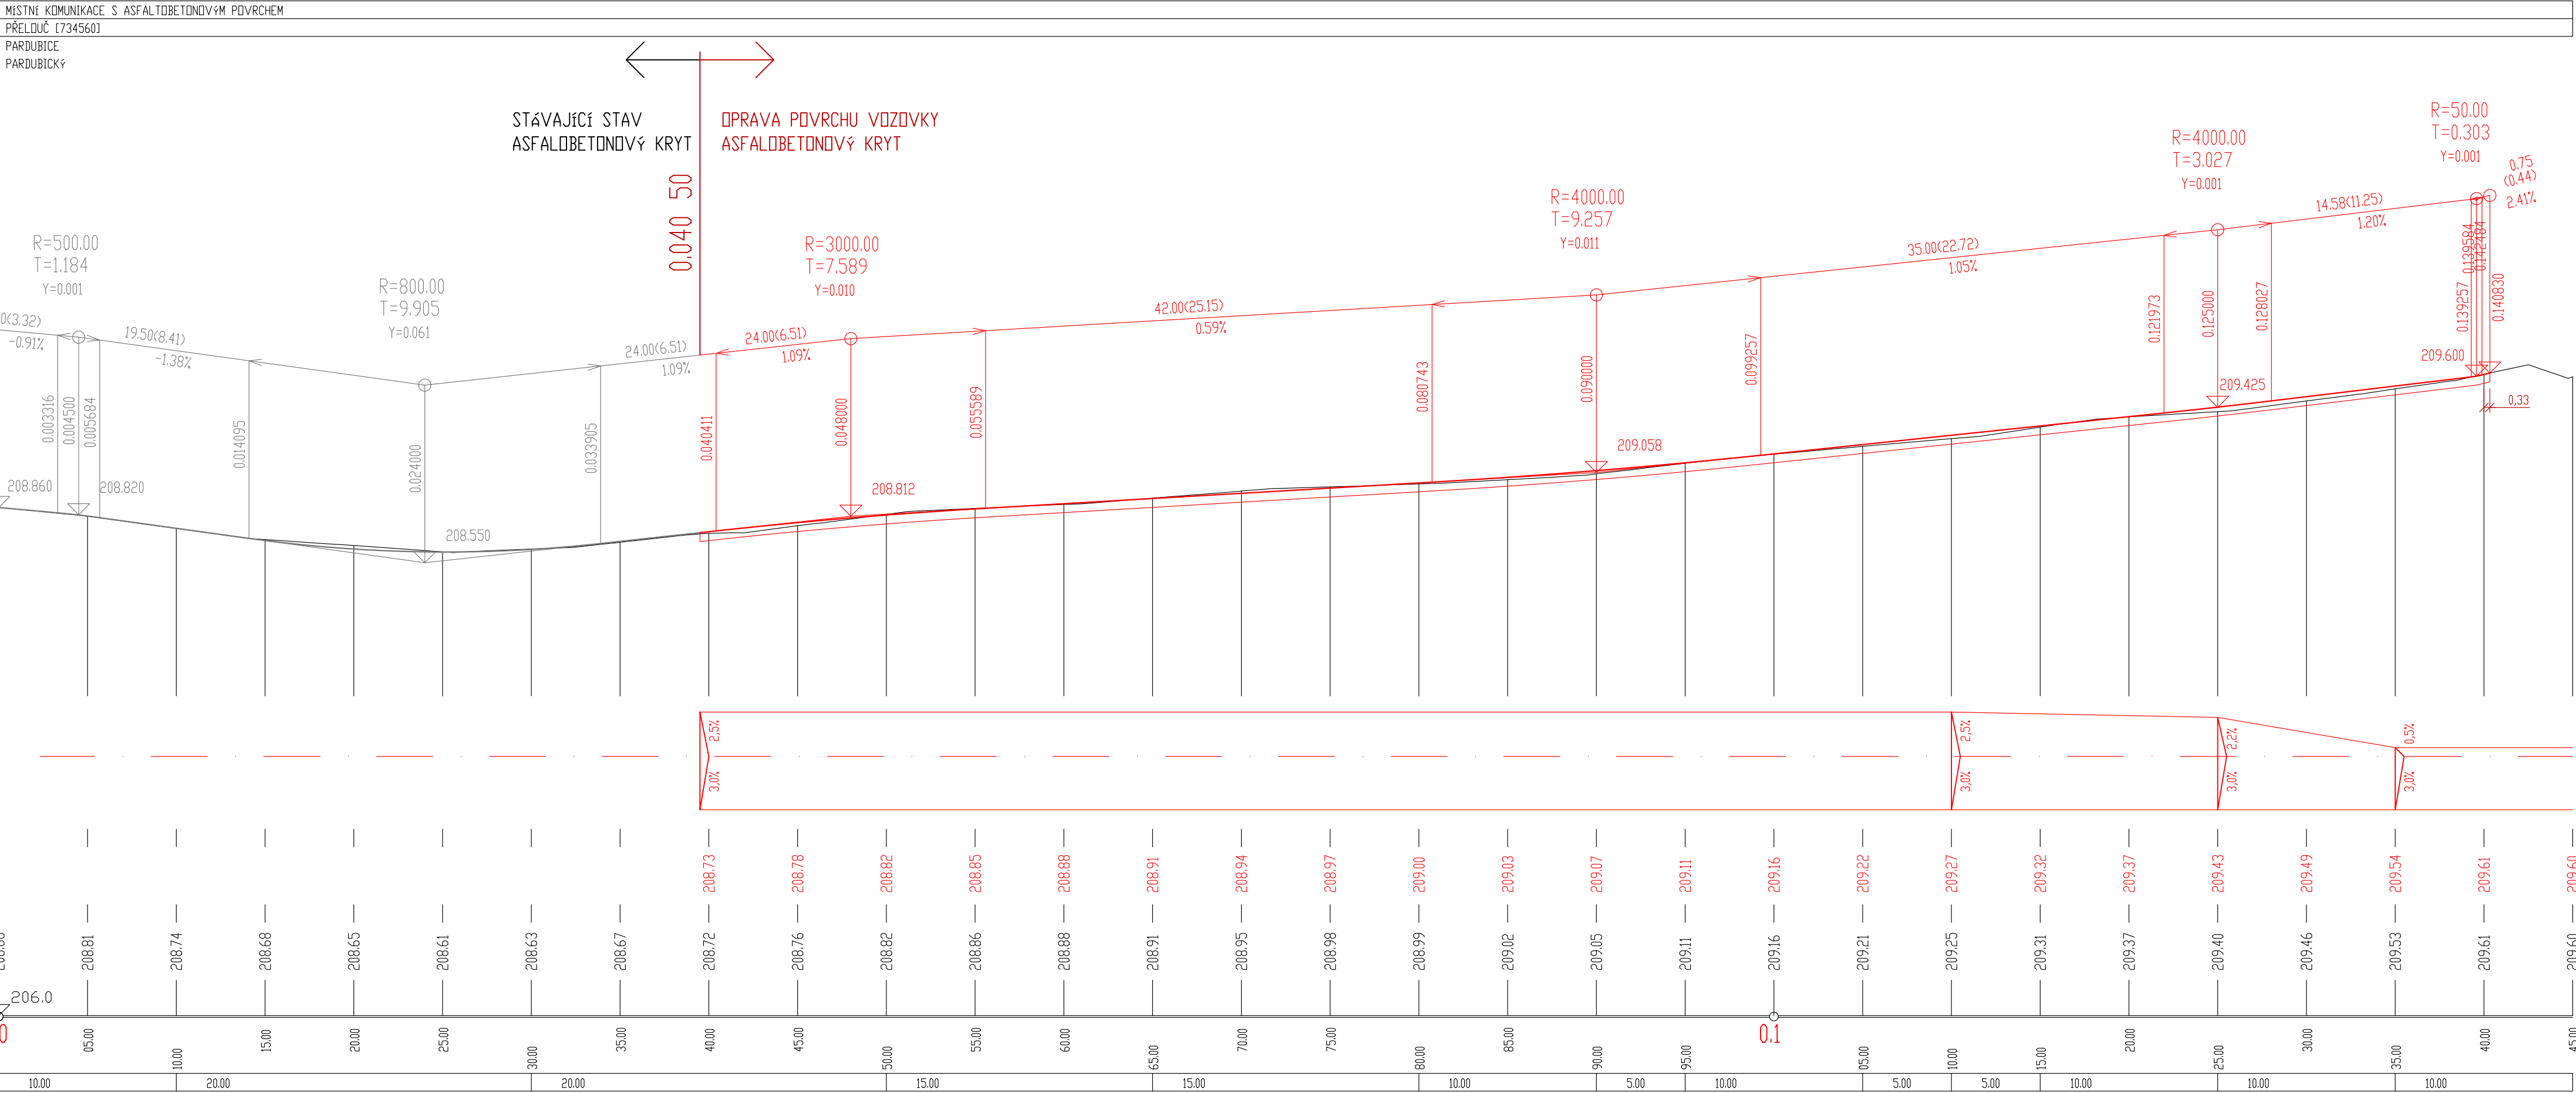 MÍSTNÍ KOMUNIKACE S ASFALTOBETONOVÝM POVRCHEM
PŘELOUČ [734560]
PARDUBICE
PARDUBICKÝ
STÁVAJÍCÍ STAV
ASFALOBETONOVÝ KRYT
OPRAVA POVRCHU VOZOVKY
ASFALOBETONOVÝ KRYT
0,040 50
R=500.00
T=1.184
Y=0.001
R=800.00
T=9.905
Y=0.061
R=3000.00
T=7.589
Y=0.010
R=4000.00
T=9.257
Y=0.011
R=4000.00
T=3.027
Y=0.001
R=50.00
T=0.303
Y=0.001
0(3.32)
-0.91%
19.50(8.41)
-1.38%
24.00(6.51)
1.09%
24.00(6.51)
1.09%
42.00(25.15)
0.59%
35.00(22.72)
1.05%
14.58(11.25)
1.20%
0.75
(0.44)
2.41%
0.003316
0.004500
0.005684
0.014095
0.024000
0.033905
0.040411
0.048000
0.055589
0.080743
0.090000
0.099257
0.121973
0.125000
0.128027
0.139257
0.139584
0.140830
208.860
208.820
208.550
208.812
209.058
209.425
209.600
0,33
2,5%
3,0%
2,5%
3,0%
2,2%
3,0%
0,5%
3,0%
208.73 208.78 208.82 208.85 208.88 208.91 208.94 208.97 209.00 209.03 209.07 209.11 209.16 209.22 209.27 209.32 209.37 209.43 209.49 209.54 209.61 209.60
208.81 208.74 208.68 208.65 208.61 208.63 208.67 208.72 208.76 208.82 208.86 208.88 208.91 208.95 208.98 208.99 209.02 209.05 209.11 209.16 209.21 209.25 209.31 209.37 209.40 209.46 209.53 209.61 209.60
206.0
0
0.1
05.00 10.00 15.00 20.00 25.00 30.00 35.00 40.00 45.00 50.00 55.00 60.00 65.00 70.00 75.00 80.00 85.00 90.00 95.00 05.00 10.00 15.00 20.00 25.00 30.00 35.00 40.00 45.00
10.00 20.00 20.00 15.00 15.00 10.00 5.00 10.00 5.00 5.00 10.00 10.00 10.00